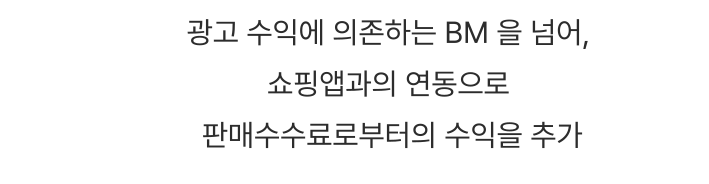 광고 수익에 의존하는 BM 을 넘어,
쇼핑앱과의 연동으로
판매수수료로부터의 수익을 추가